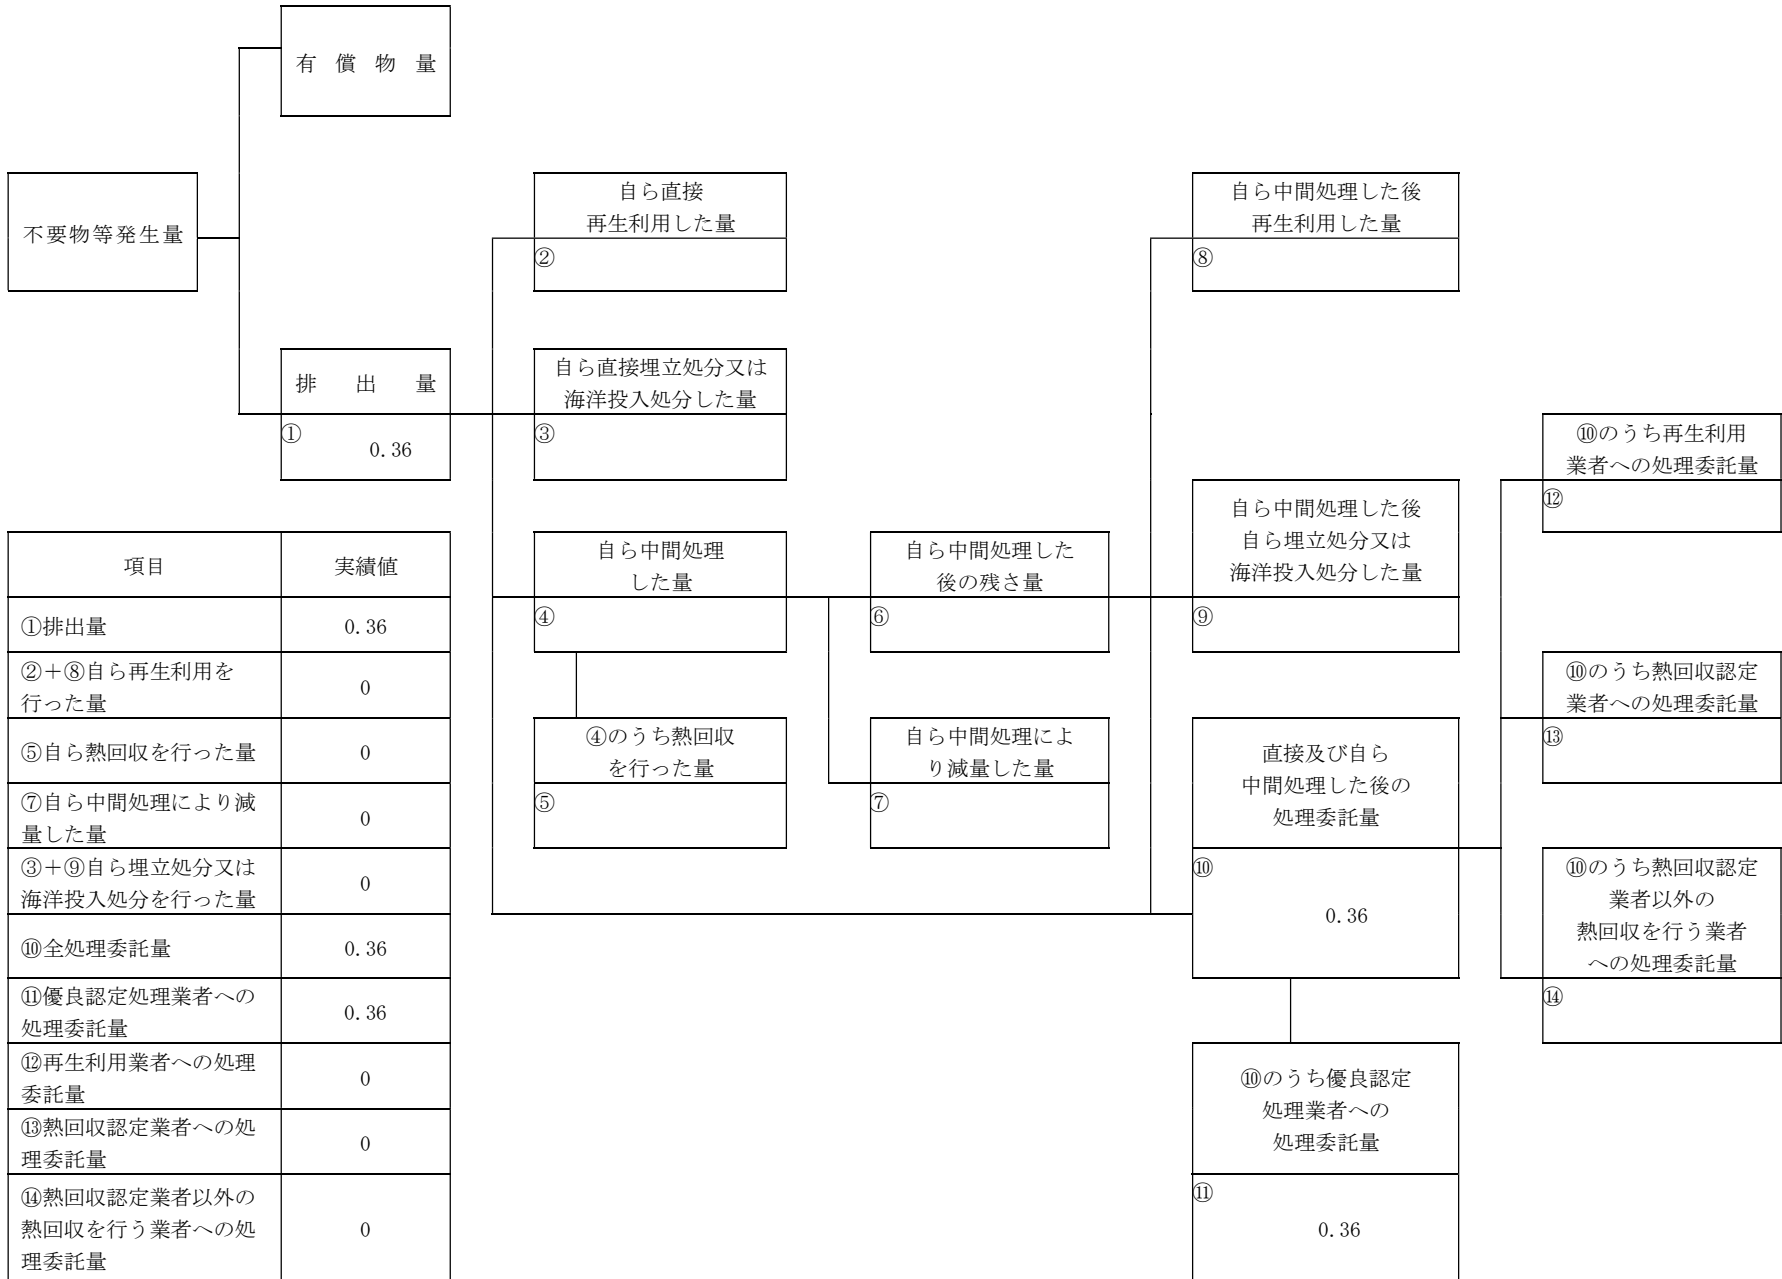 有償物量
不要物等発生量
自ら直接
再生利用した量
②
自ら中間処理した後
再生利用した量
⑧
排出量
①
0.36
自ら直接埋立処分又は
海洋投入処分した量
③
⑩のうち再生利用
業者への処理委託量
⑫
自ら中間処理
した量
④
自ら中間処理した
後の残さ量
⑥
自ら中間処理した後
自ら埋立処分又は
海洋投入処分した量
⑨
⑩のうち熱回収認定
業者への処理委託量
⑬
④のうち熱回収
を行った量
⑤
自ら中間処理によ
り減量した量
⑦
直接及び自ら
中間処理した後の
処理委託量
⑩
0.36
⑩のうち熱回収認定
業者以外の
熱回収を行う業者
への処理委託量
⑭
⑩のうち優良認定
処理業者への
処理委託量
⑪
0.36
項目 実績値
①排出量 0.36
②+⑧自ら再生利用を
行った量 0
⑤自ら熱回収を行った量 0
⑦自ら中間処理により減
量した量 0
③+⑨自ら埋立処分又は
海洋投入処分を行った量 0
⑩全処理委託量 0.36
⑪優良認定処理業者への
処理委託量 0.36
⑫再生利用業者への処理
委託量 0
⑬熱回収認定業者への処
理委託量 0
⑭熱回収認定業者以外の
熱回収を行う業者への処 0
理委託量